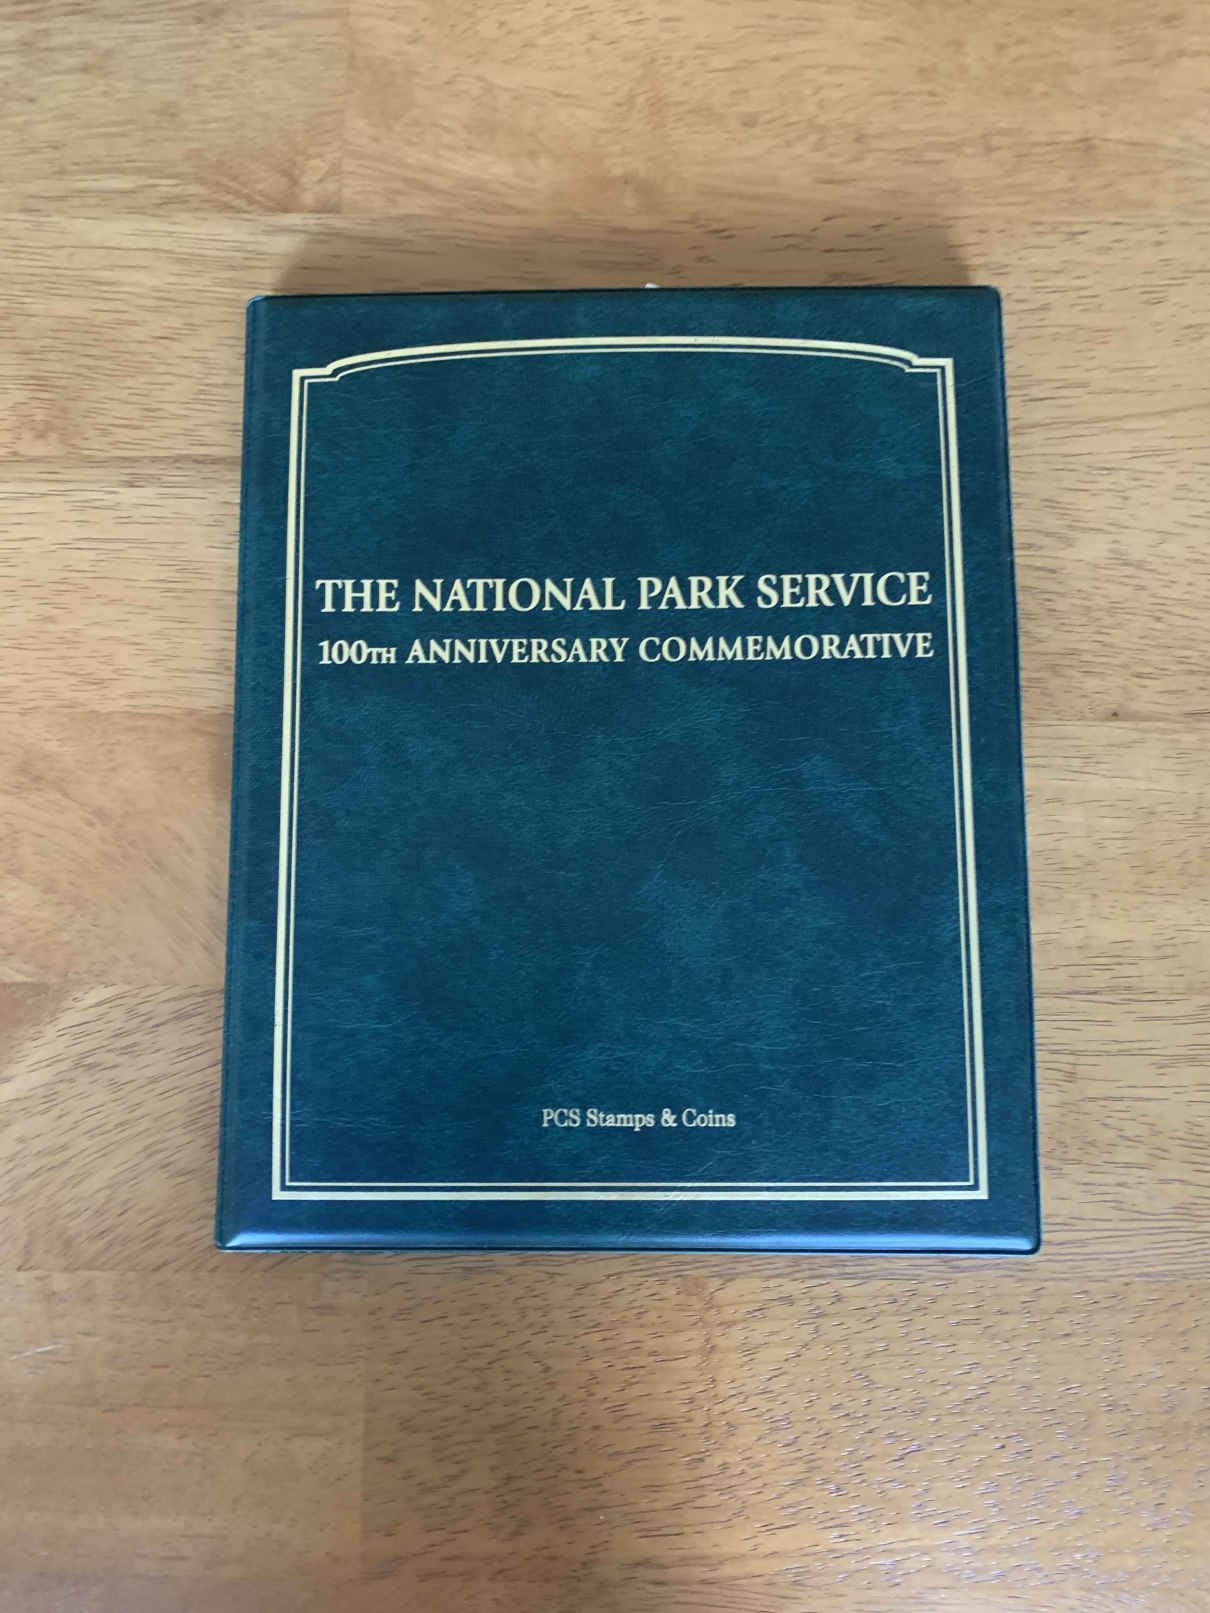 THE NATIONAL PARK SERVICE
100TH ANNIVERSARY COMMEMORATIVE
PCS Stamps & Coins